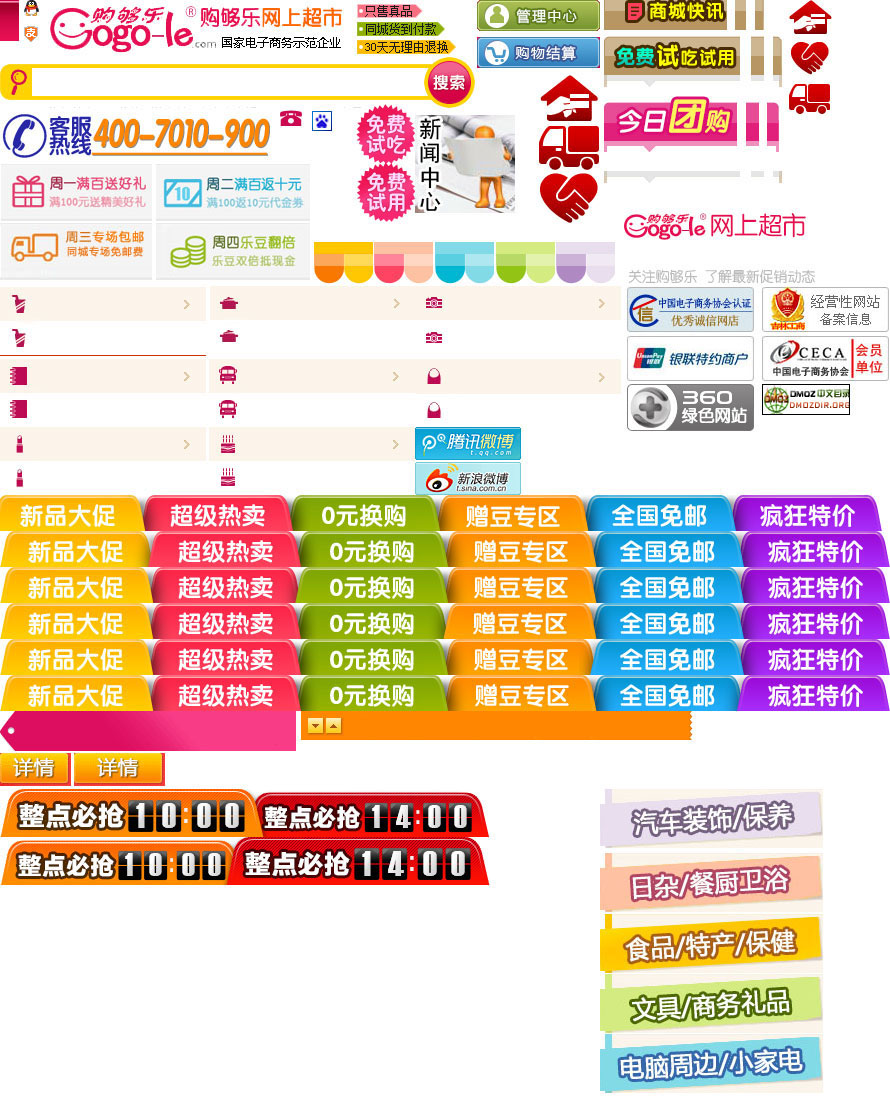 购够乐
Gogo-le
®
.com
购够乐网上超市
国家电子商务示范企业
只售真品
同城货到付款
30天无理由退换
管理中心
购物结算
商城快讯
免费试吃试用
支
搜索
客服热线
400-7010-900
免费试吃
免费试用
新闻中心
今日团购
周一满百送好礼
满100元送精美好礼
10
周二满百返十元
满100返10元代金券
周三专场包邮
同城专场免邮费
周四乐豆翻倍
乐豆双倍抵现金
购够乐
Gogo-le
®
网上超市
关注购够乐 了解最新促销动态
信
中国电子商务协会认证
优秀诚信网店
吉林工商
经营性网站
备案信息
UnionPay
银联
银联特约商户
CECA
中国电子商务协会
会员
单位
360
绿色网站
DMOZ
DMOZ中文目录
DMOZDIR.ORG
腾讯微博
t.qq.com
新浪微博
t.sina.com.cn
新品大促 超级热卖 0元换购 赠豆专区 全国免邮 疯狂特价
新品大促 超级热卖 0元换购 赠豆专区 全国免邮 疯狂特价
新品大促 超级热卖 0元换购 赠豆专区 全国免邮 疯狂特价
新品大促 超级热卖 0元换购 赠豆专区 全国免邮 疯狂特价
新品大促 超级热卖 0元换购 赠豆专区 全国免邮 疯狂特价
新品大促 超级热卖 0元换购 赠豆专区 全国免邮 疯狂特价
详情 详情
整点必抢10:00 整点必抢14:00
整点必抢10:00 整点必抢14:00
汽车装饰/保养
日杂/餐厨卫浴
食品/特产/保健
文具/商务礼品
电脑周边/小家电